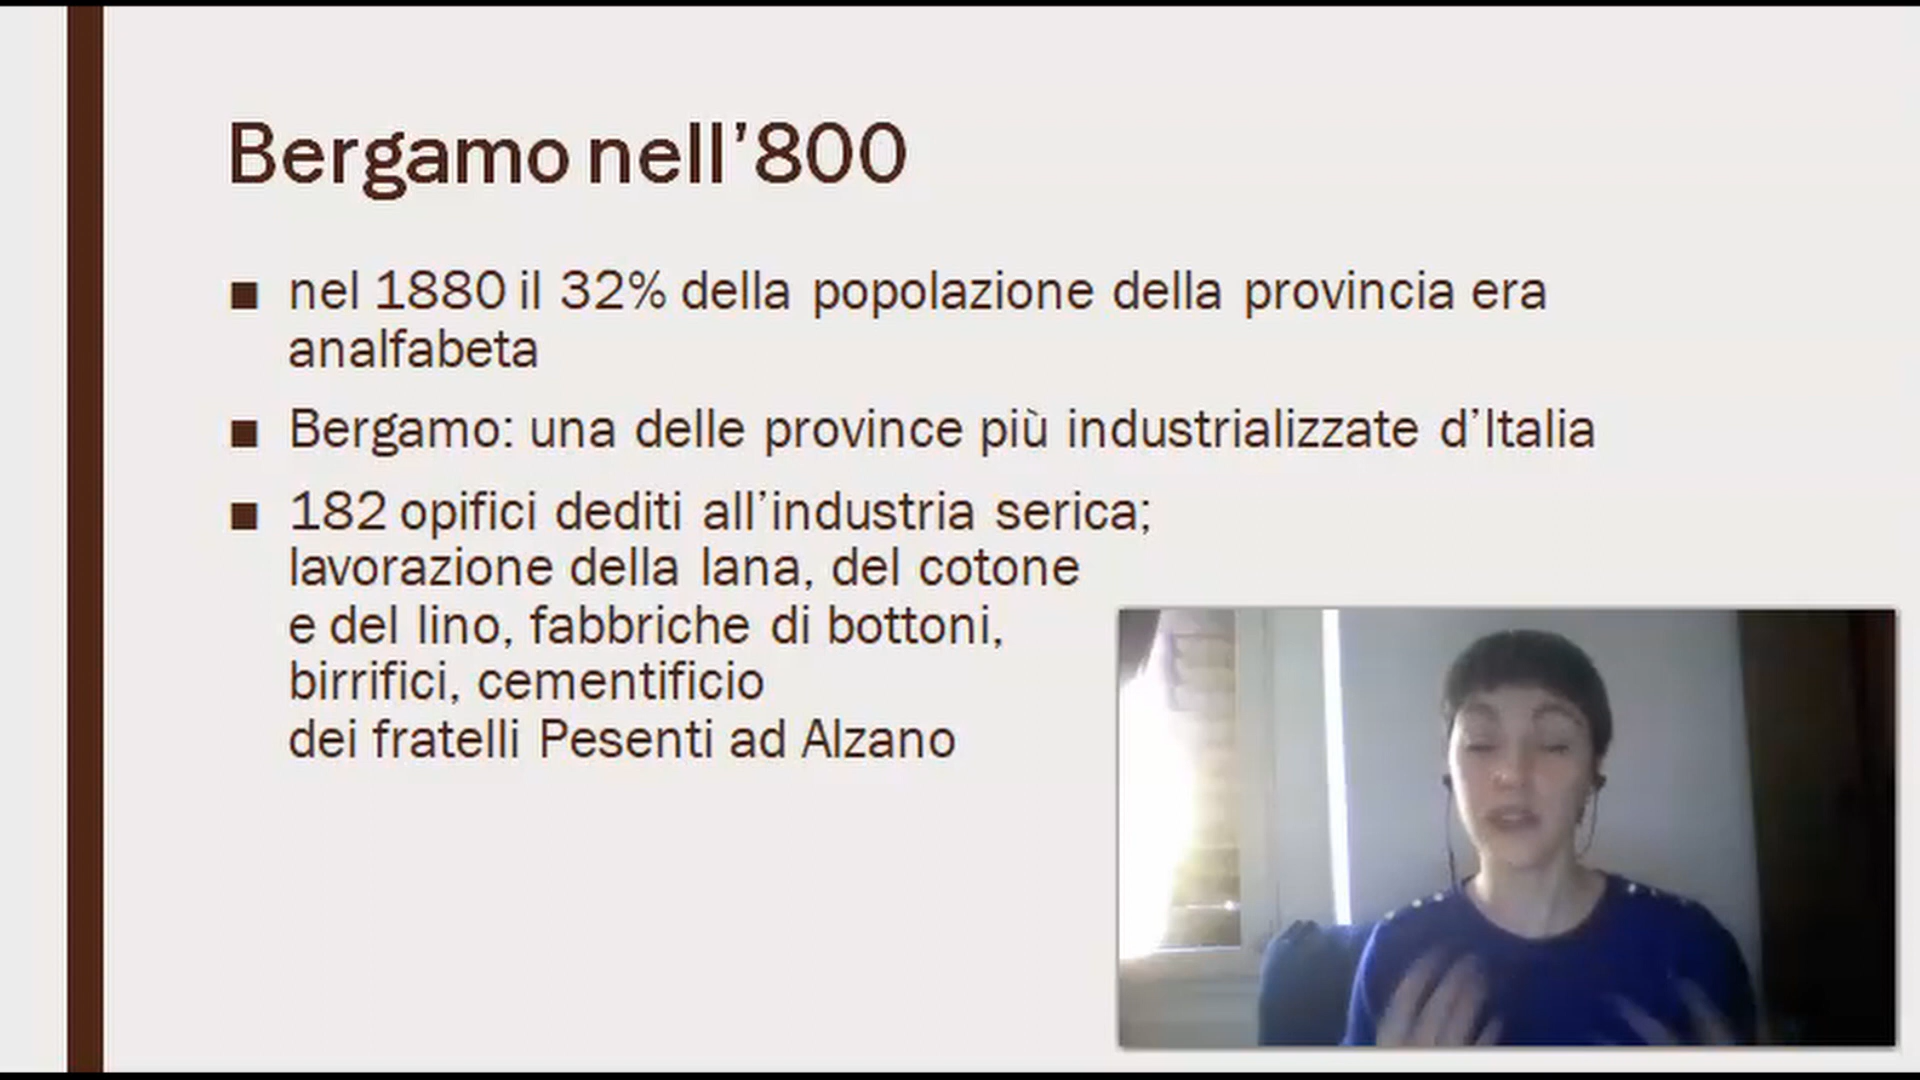 Bergamo nell’800
■ nel 1880 il 32% della popolazione della provincia era
analfabeta
■ Bergamo: una delle province più industrializzate d’Italia
■ 182 opifici dediti all’industria serica;
lavorazione della lana, del cotone
e del lino, fabbriche di bottoni,
birrifici, cementificio
dei fratelli Pesenti ad Alzano